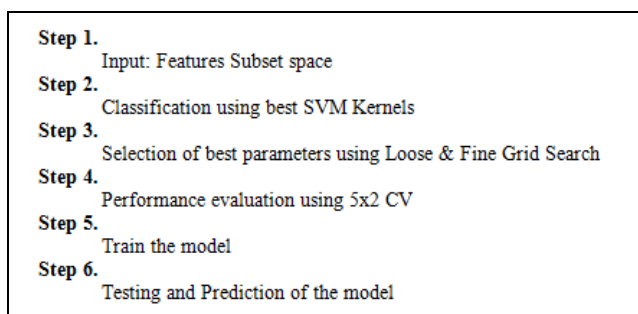 Step 1.
Input: Features Subset space
Step 2.
Classification using best SVM Kernels
Step 3.
Selection of best parameters using Loose & Fine Grid Search
Step 4.
Performance evaluation using 5x2 CV
Step 5.
Train the model
Step 6.
Testing and Prediction of the model